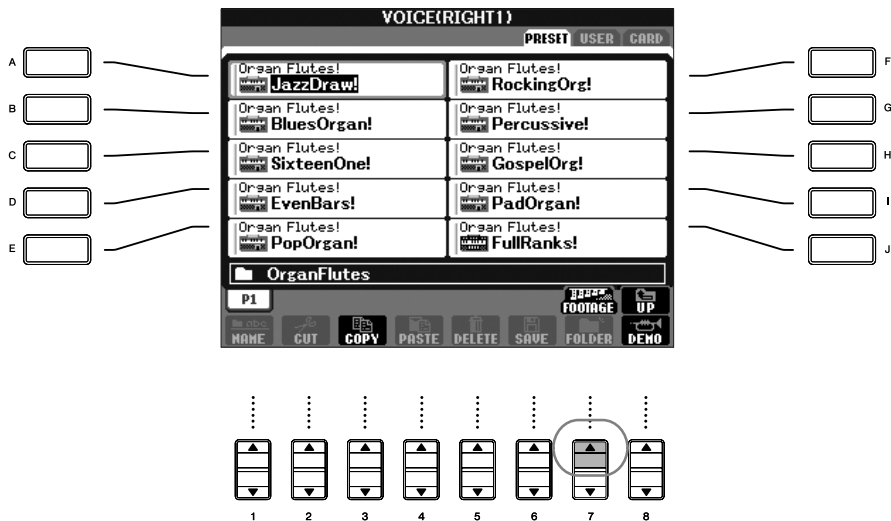 VOICE(RIGHT1)
PRESET USER CARD
A
B
C
D
E
Organ Flutes!
JazzDraw!
Organ Flutes!
BluesOrgan!
Organ Flutes!
SixteenOne!
Organ Flutes!
EvenBars!
Organ Flutes!
PopOrgan!
Organ Flutes!
RockingOrg!
Organ Flutes!
Percussive!
Organ Flutes!
GospelOrg!
Organ Flutes!
PadOrgan!
Organ Flutes!
FullRanks!
F
G
H
I
J
OrganFlutes
P1 FOOTAGE UP
NAME CUT COPY PASTE DELETE SAVE FOLDER DEMO
1 2 3 4 5 6 7 8